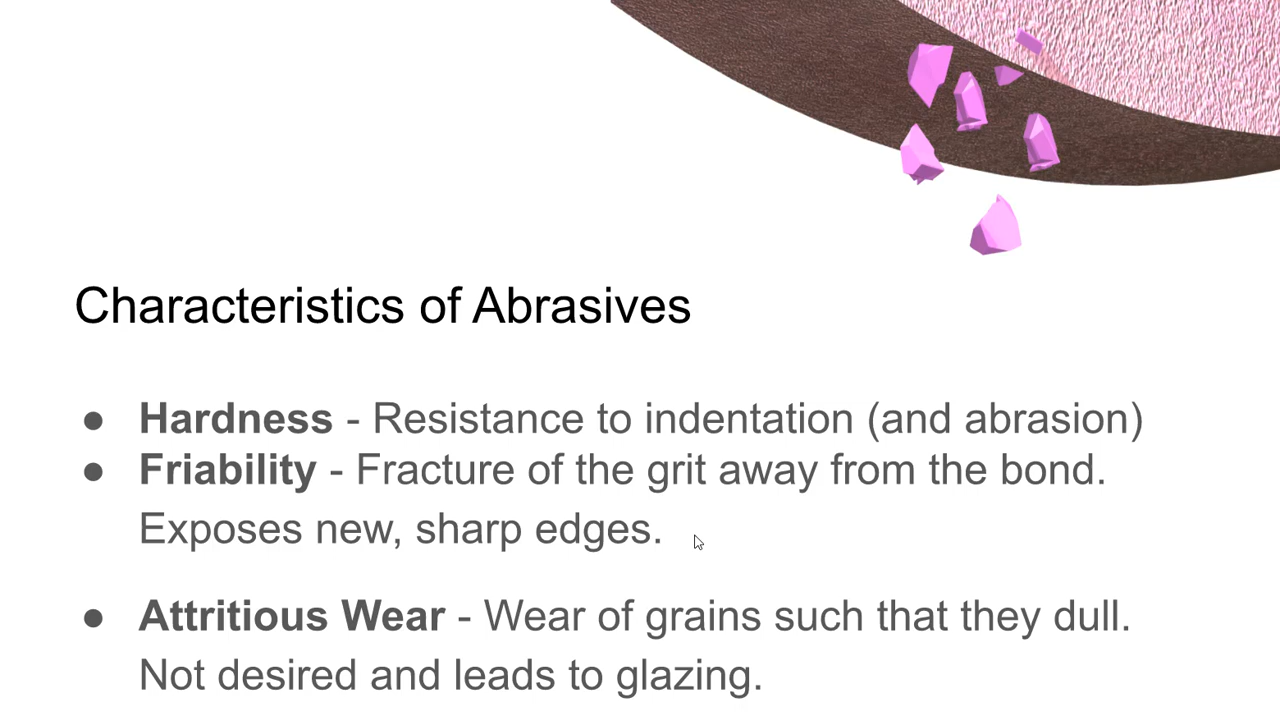 Characteristics of Abrasives
● Hardness - Resistance to indentation (and abrasion)
● Friability - Fracture of the grit away from the bond.
Exposes new, sharp edges.
● Attritious Wear - Wear of grains such that they dull.
Not desired and leads to glazing.